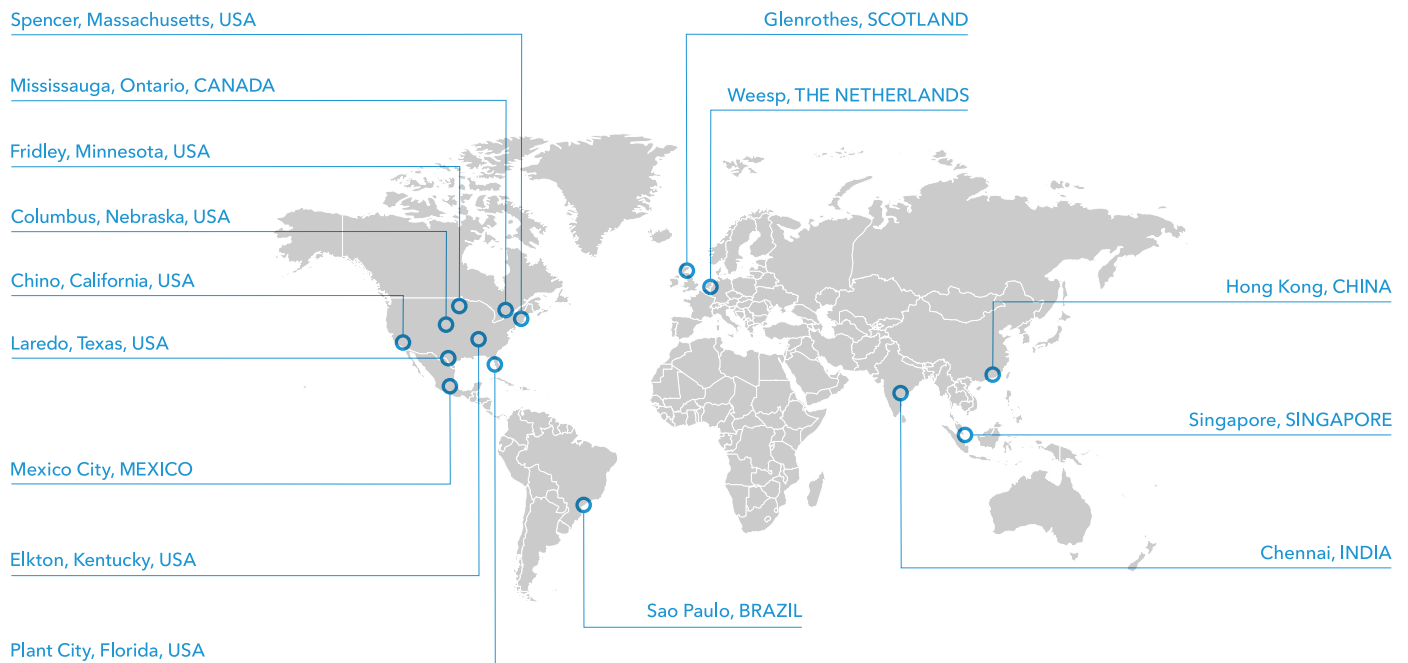 Spencer, Massachusetts, USA
Mississauga, Ontario, CANADA
Fridley, Minnesota, USA
Columbus, Nebraska, USA
Chino, California, USA
Laredo, Texas, USA
Mexico City, MEXICO
Elkton, Kentucky, USA
Plant City, Florida, USA
Glenrothes, SCOTLAND
Weesp, THE NETHERLANDS
Hong Kong, CHINA
Singapore, SINGAPORE
Chennai, INDIA
Sao Paulo, BRAZIL